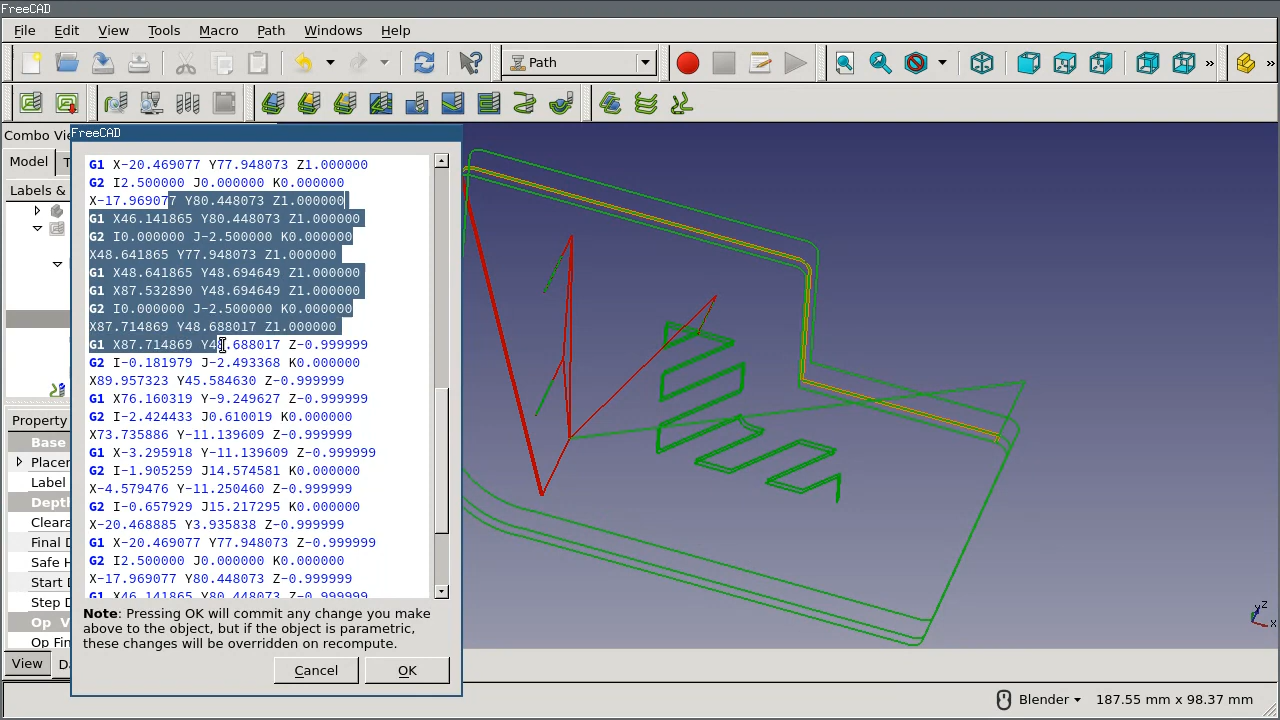 FreeCAD
File Edit View Tools Macro Path Windows Help
Path
»
»
FreeCAD
Combo
Model
Labels &
Property
Base
Placer
Label
Depth
Cleara
Final D
Safe H
Start D
Step D
Op
Op Fin
View
G1 X-20.469077 Y77.948073 Z1.000000
G2 I2.500000 J0.000000 K0.000000
X-17.969077 Y80.448073 Z1.000000
G1 X46.141865 Y80.448073 Z1.000000
G2 I0.000000 J-2.500000 K0.000000
X48.641865 Y77.948073 Z1.000000
G1 X48.641865 Y48.694649 Z1.000000
G1 X87.532890 Y48.694649 Z1.000000
G2 I0.000000 J-2.500000 K0.000000
X87.714869 Y48.688017 Z1.000000
G1 X87.714869 Y48.688017 Z-0.999999
G2 I-0.181979 J-2.493368 K0.000000
X89.957323 Y45.584630 Z-0.999999
G1 X76.160319 Y-9.249627 Z-0.999999
G2 I-2.424433 J0.610019 K0.000000
X73.735886 Y-11.139609 Z-0.999999
G1 X-3.295918 Y-11.139609 Z-0.999999
G2 I-1.905259 J14.574581 K0.000000
X-4.579476 Y-11.250460 Z-0.999999
G2 I-0.657929 J15.217295 K0.000000
X-20.468885 Y3.935838 Z-0.999999
G1 X-20.469077 Y77.948073 Z-0.999999
G2 I2.500000 J0.000000 K0.000000
X-17.969077 Y80.448073 Z-0.999999
G1 X46.141865 Y80.448073 Z-0.999999
Note: Pressing OK will commit any change you make
above to the object, but if the object is parametric,
these changes will be overridden on recompute.
Cancel OK
Y Z
X
Blender 187.55 mm x 98.37 mm